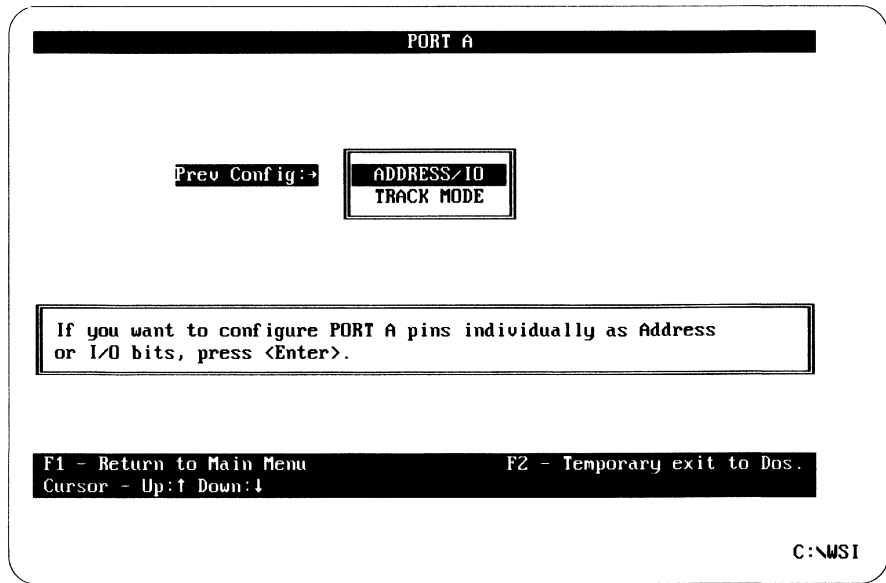 PORT A
Prev Config:→ ADDRESS/IO
TRACK MODE
If you want to configure PORT A pins individually as Address
or I/O bits, press <Enter>.
F1 - Return to Main Menu F2 - Temporary exit to Dos.
Cursor - Up:↑ Down:↓
C:\WSI